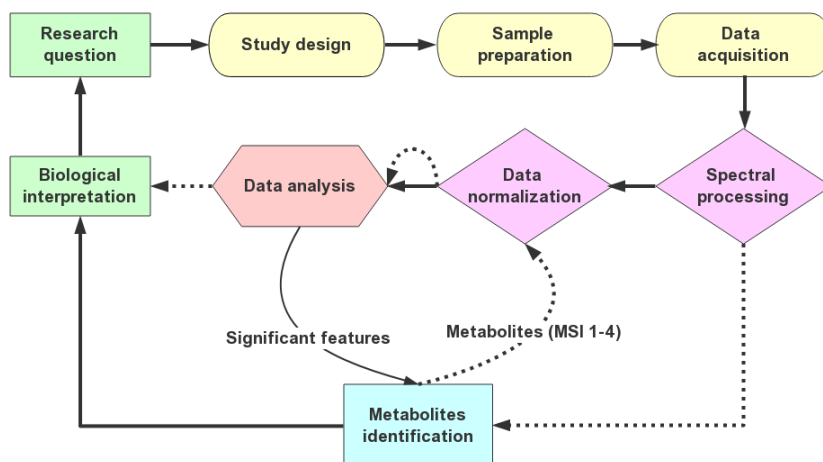 Research
question
Study design
Sample
preparation
Data
acquisition
Biological
interpretation
Data analysis
Data
normalization
Spectral
processing
Significant features
Metabolites (MSI 1-4)
Metabolites
identification